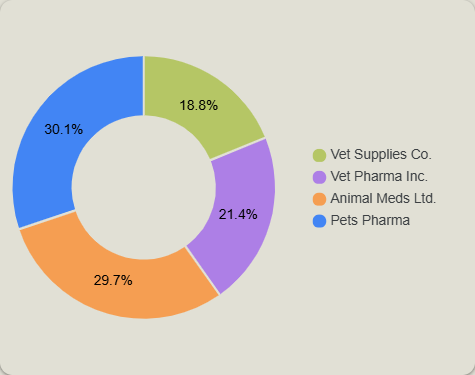 18.8%
30.1%
Vet Supplies Co.
Vet Pharma Inc.
Animal Meds Ltd.
21.4%
Pets Pharma
29.7%